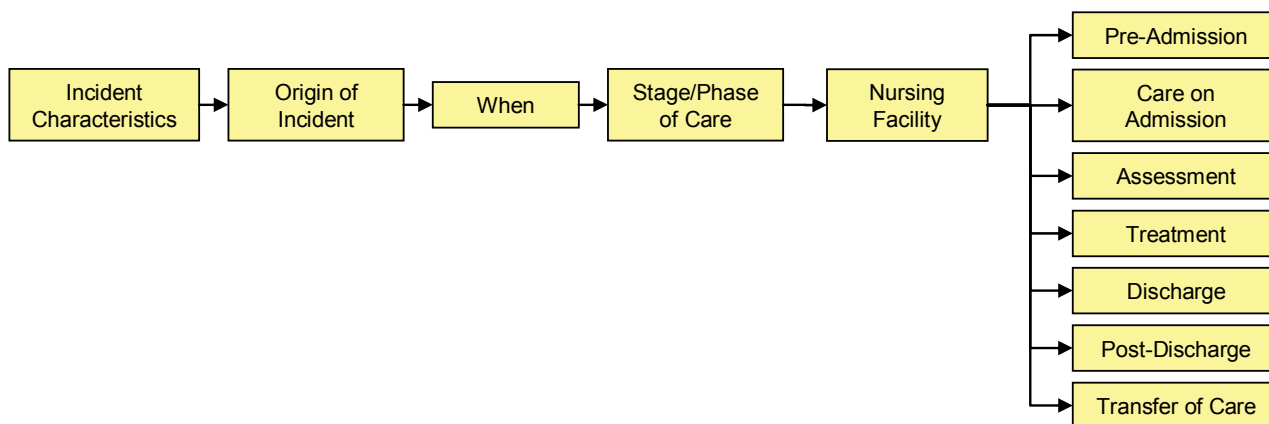 Incident
Characteristics
Origin of
Incident
When
Stage/Phase
of Care
Nursing
Facility
Pre-Admission
Care on
Admission
Assessment
Treatment
Discharge
Post-Discharge
Transfer of Care